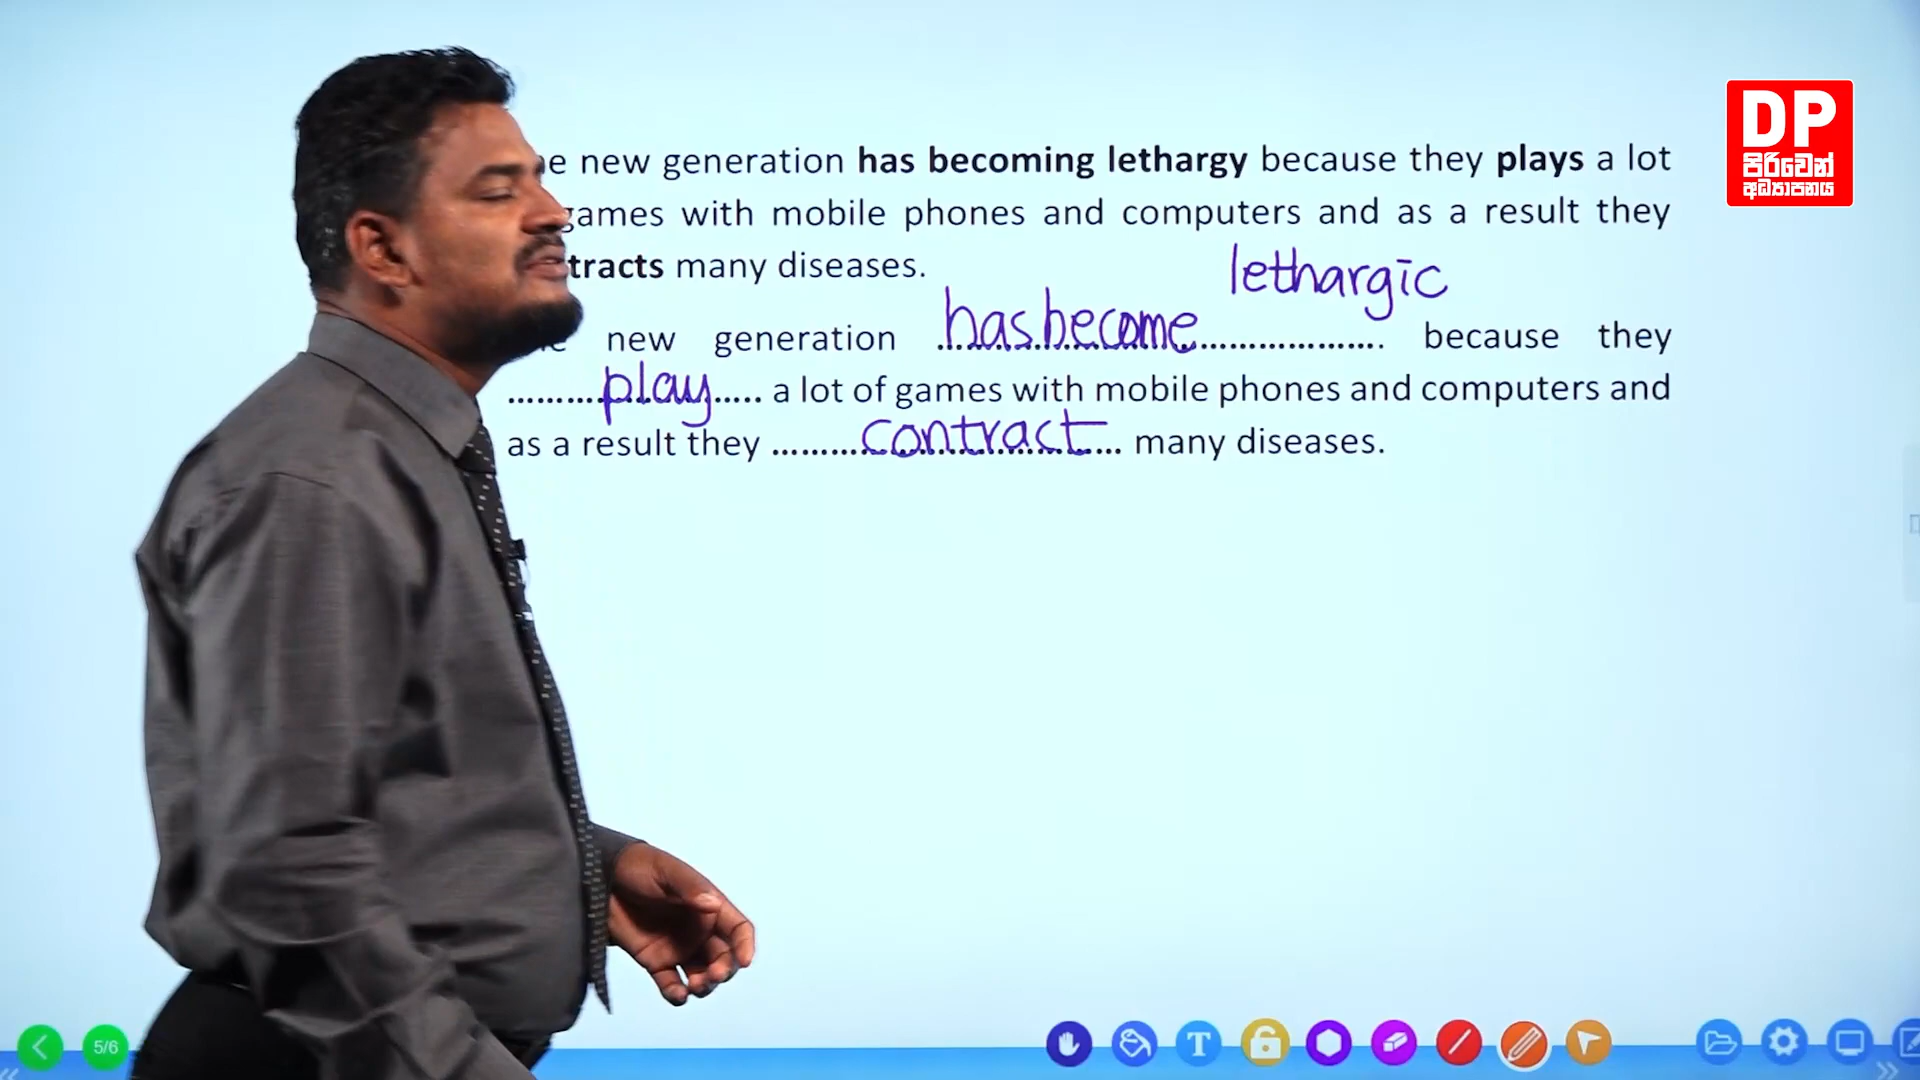 new generation has becoming lethargy because they plays a lot
games with mobile phones and computers and as a result they
many diseases.
lethargic
new generation has become ........................ because they
............ play ..... a lot of games with mobile phones and computers and
as a result they ............ contract ... many diseases.
DP
පිරිවෙන්
අධ්‍යාපනය
5/6
T